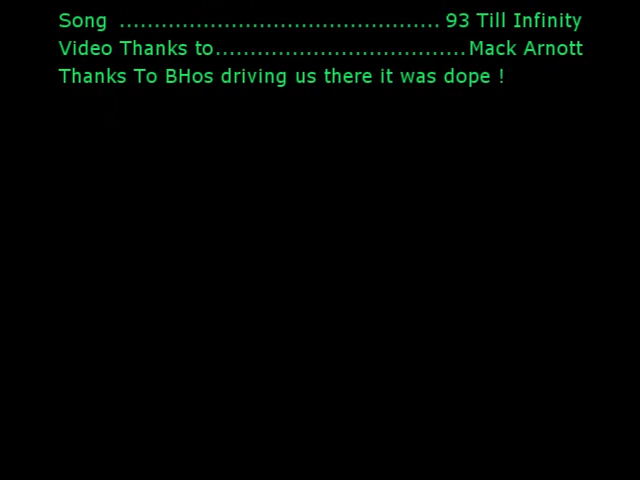 Song ............................................. 93 Till Infinity
Video Thanks to....................................Mack Arnott
Thanks To BHos driving us there it was dope !